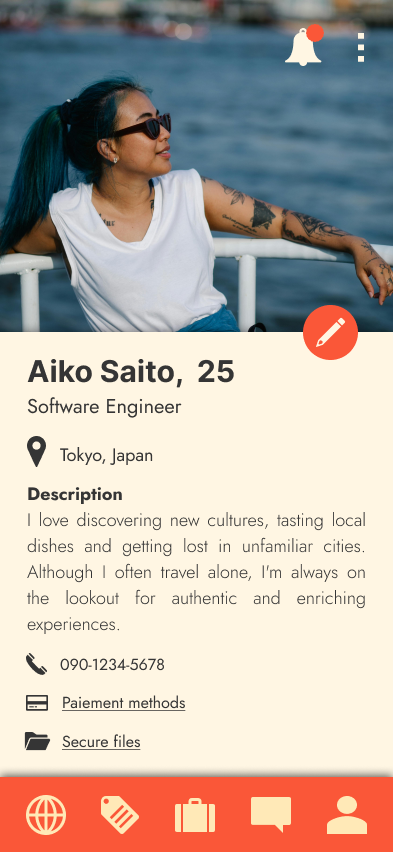 Aiko Saito, 25
Software Engineer
Tokyo, Japan
Description
I love discovering new cultures, tasting local
dishes and getting lost in unfamiliar cities.
Although I often travel alone, I'm always on
the lookout for authentic and enriching
experiences.
090-1234-5678
Paiement methods
Secure files